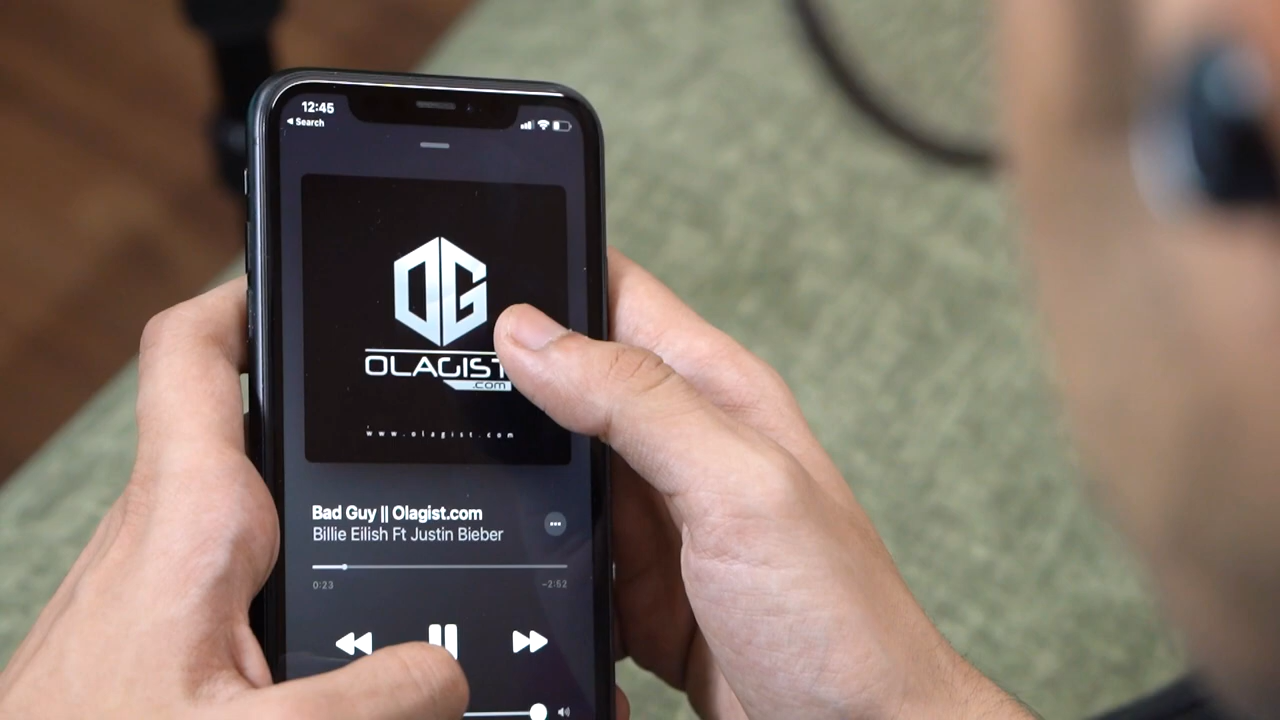 12:45
◀ Search
OG
OLAGIST
.com
www.olagist.com
Bad Guy || Olagist.com
Billie Eilish Ft Justin Bieber
0:23
-2:52